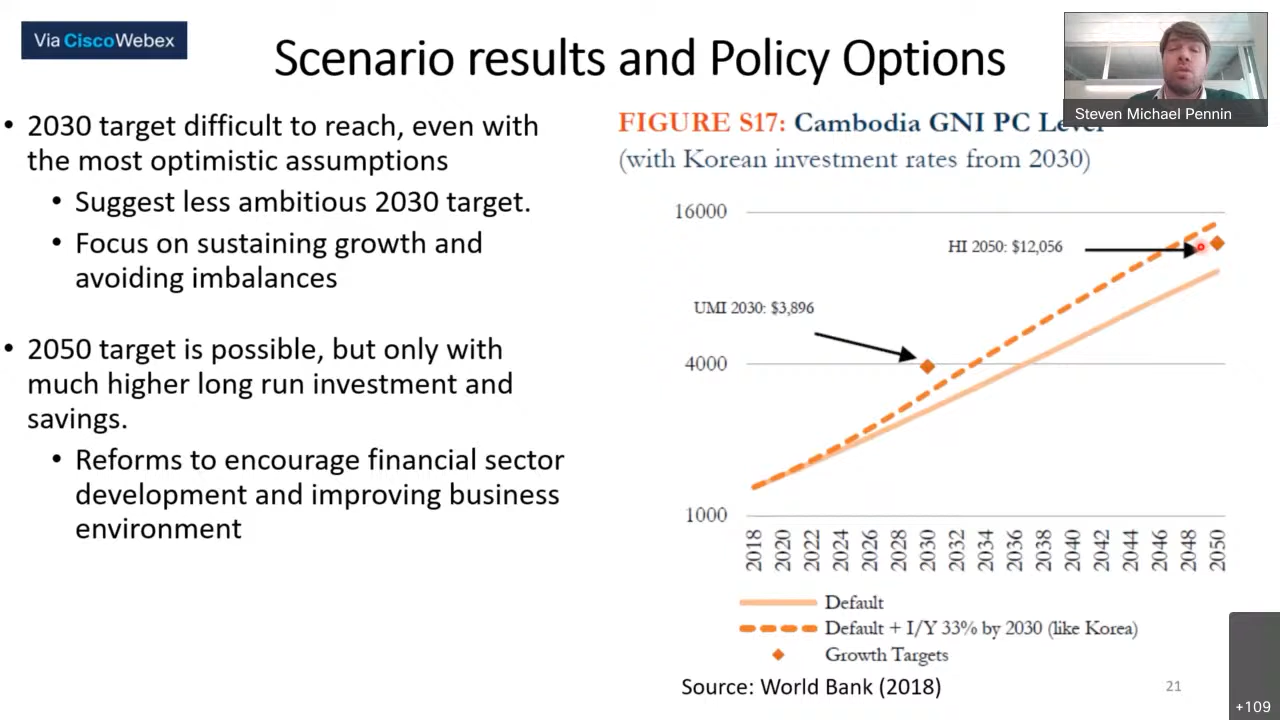 Via CiscoWebex
Scenario results and Policy Options
Steven Michael Pennin
• 2030 target difficult to reach, even with
the most optimistic assumptions
• Suggest less ambitious 2030 target.
• Focus on sustaining growth and
avoiding imbalances
• 2050 target is possible, but only with
much higher long run investment and
savings.
• Reforms to encourage financial sector
development and improving business
environment
FIGURE S17: Cambodia GNI PC Level
(with Korean investment rates from 2030)
16000
HI 2050: $12,056
UMI 2030: $3,896
4000
1000
2018 2020 2022 2024 2026 2028 2030 2032 2034 2036 2038 2040 2042 2044 2046 2048 2050
Default
Default + I/Y 33% by 2030 (like Korea)
Growth Targets
Source: World Bank (2018)
21
+109